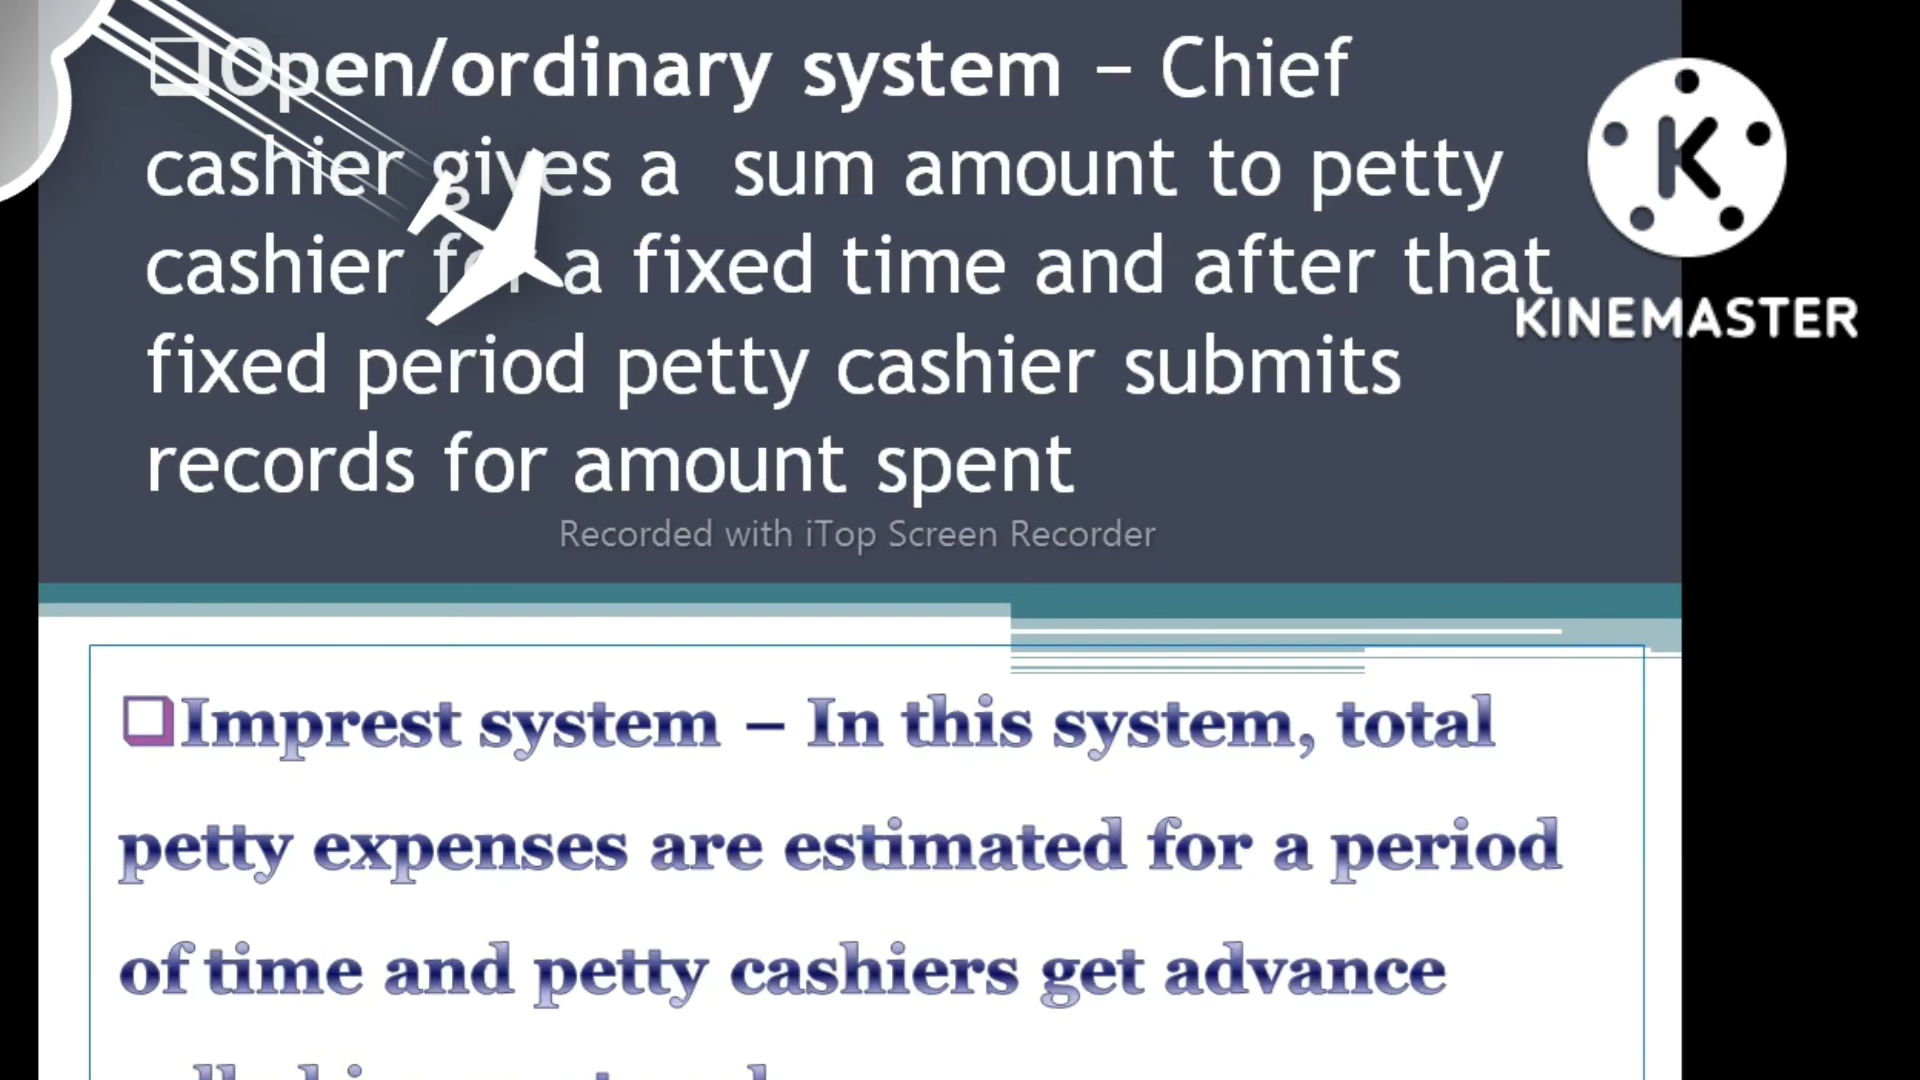 Open/ordinary system – Chief
cashier gives a sum amount to petty
cashier for a fixed time and after that
fixed period petty cashier submits
records for amount spent
K
KINEMASTER
Recorded with iTop Screen Recorder
Imprest system – In this system, total
petty expenses are estimated for a period
of time and petty cashiers get advance